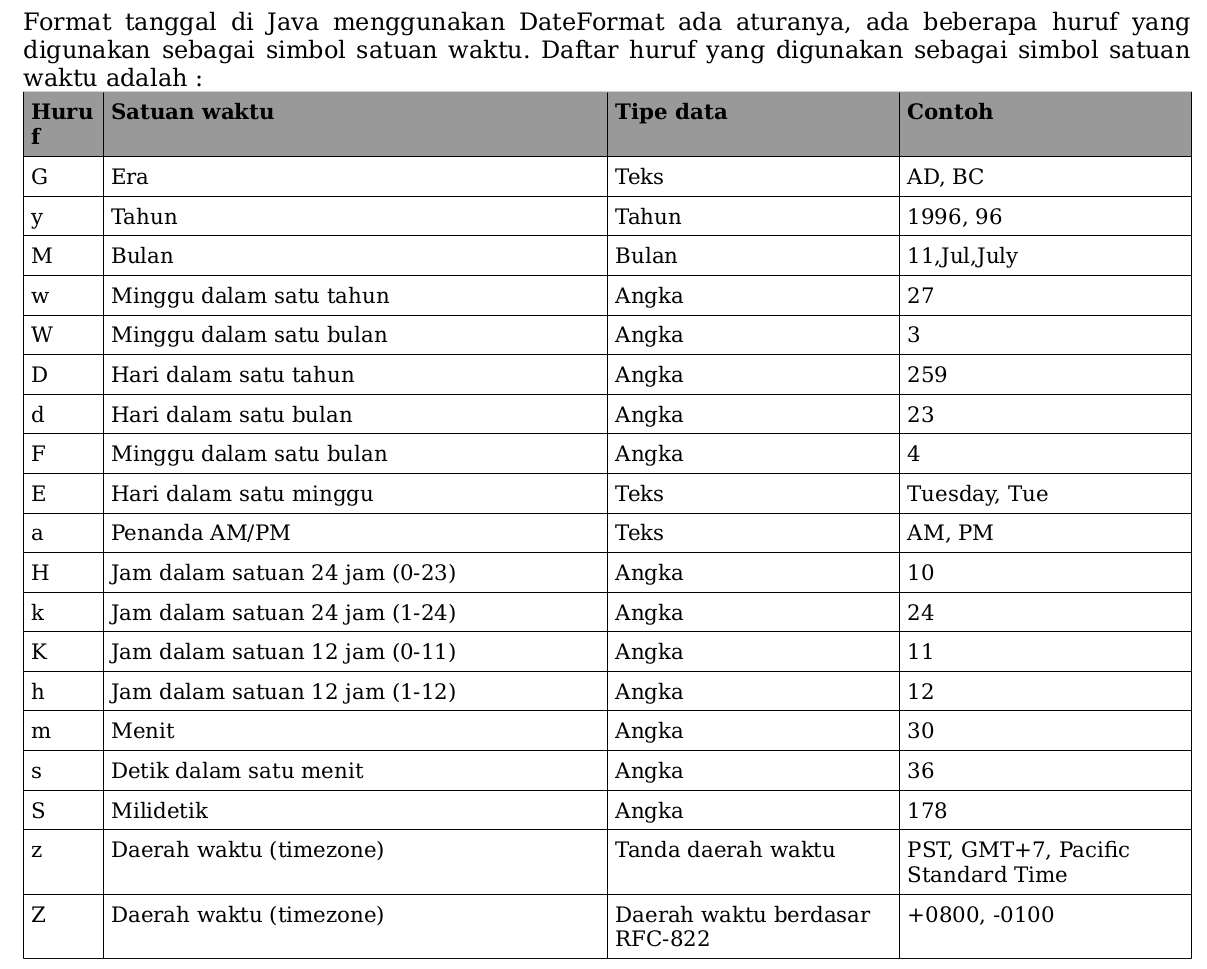 Format tanggal di Java menggunakan DateFormat ada aturanya, ada beberapa huruf yang
digunakan sebagai simbol satuan waktu. Daftar huruf yang digunakan sebagai simbol satuan
waktu adalah :
Huru
f Satuan waktu Tipe data Contoh
G Era Teks AD, BC
y Tahun Tahun 1996, 96
M Bulan Bulan 11,Jul,July
w Minggu dalam satu tahun Angka 27
W Minggu dalam satu bulan Angka 3
D Hari dalam satu tahun Angka 259
d Hari dalam satu bulan Angka 23
F Minggu dalam satu bulan Angka 4
E Hari dalam satu minggu Teks Tuesday, Tue
a Penanda AM/PM Teks AM, PM
H Jam dalam satuan 24 jam (0-23) Angka 10
k Jam dalam satuan 24 jam (1-24) Angka 24
K Jam dalam satuan 12 jam (0-11) Angka 11
h Jam dalam satuan 12 jam (1-12) Angka 12
m Menit Angka 30
s Detik dalam satu menit Angka 36
S Milidetik Angka 178
z Daerah waktu (timezone) Tanda daerah waktu PST, GMT+7, Pacific
Standard Time
Z Daerah waktu (timezone) Daerah waktu berdasar +0800, -0100
RFC-822